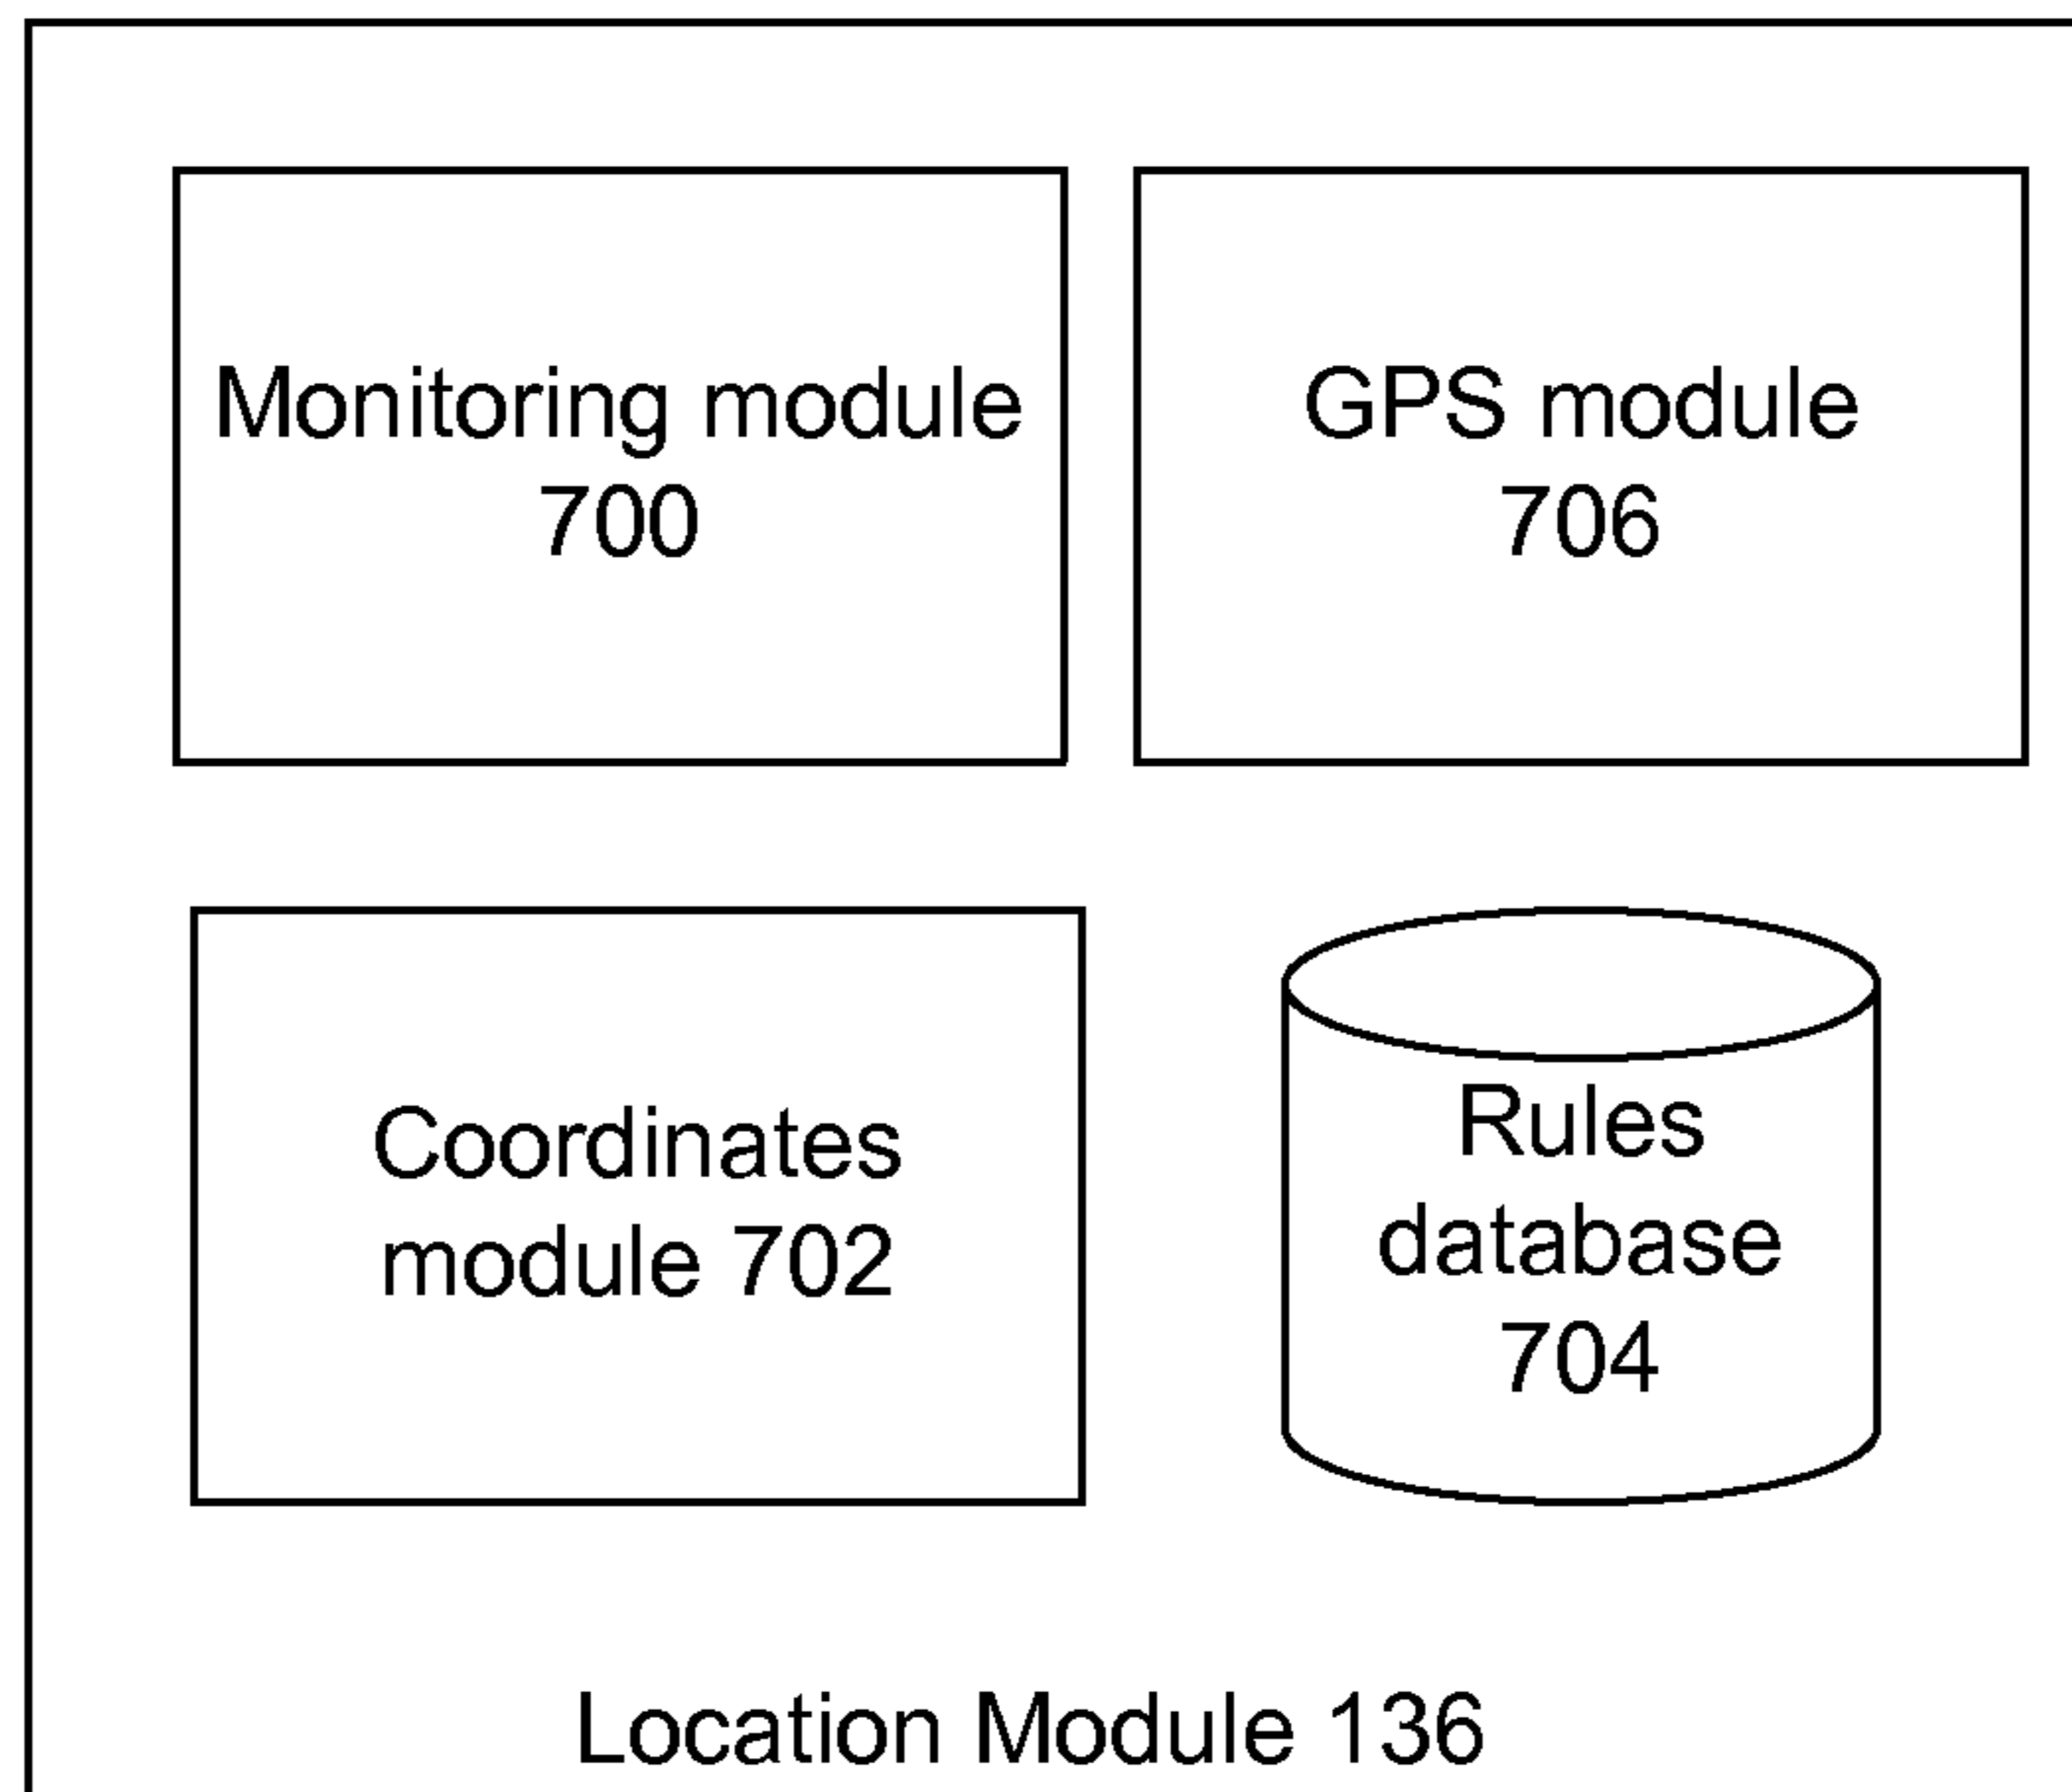 Monitoring module
700
GPS module
706
Coordinates
module 702
Rules
database
704
Location Module 136